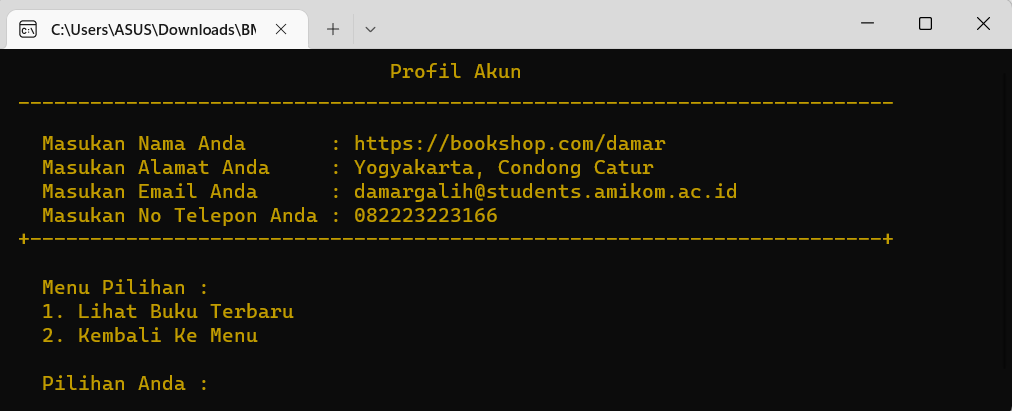 C:\Users\ASUS\Downloads\BM
Profil Akun
-------------------------------------------------------------------------
Masukan Nama Anda : https://bookshop.com/damar
Masukan Alamat Anda : Yogyakarta, Condong Catur
Masukan Email Anda : damargalih@students.amikom.ac.id
Masukan No Telepon Anda : 082223223166
+-----------------------------------------------------------------------+
Menu Pilihan :
1. Lihat Buku Terbaru
2. Kembali Ke Menu
Pilihan Anda :